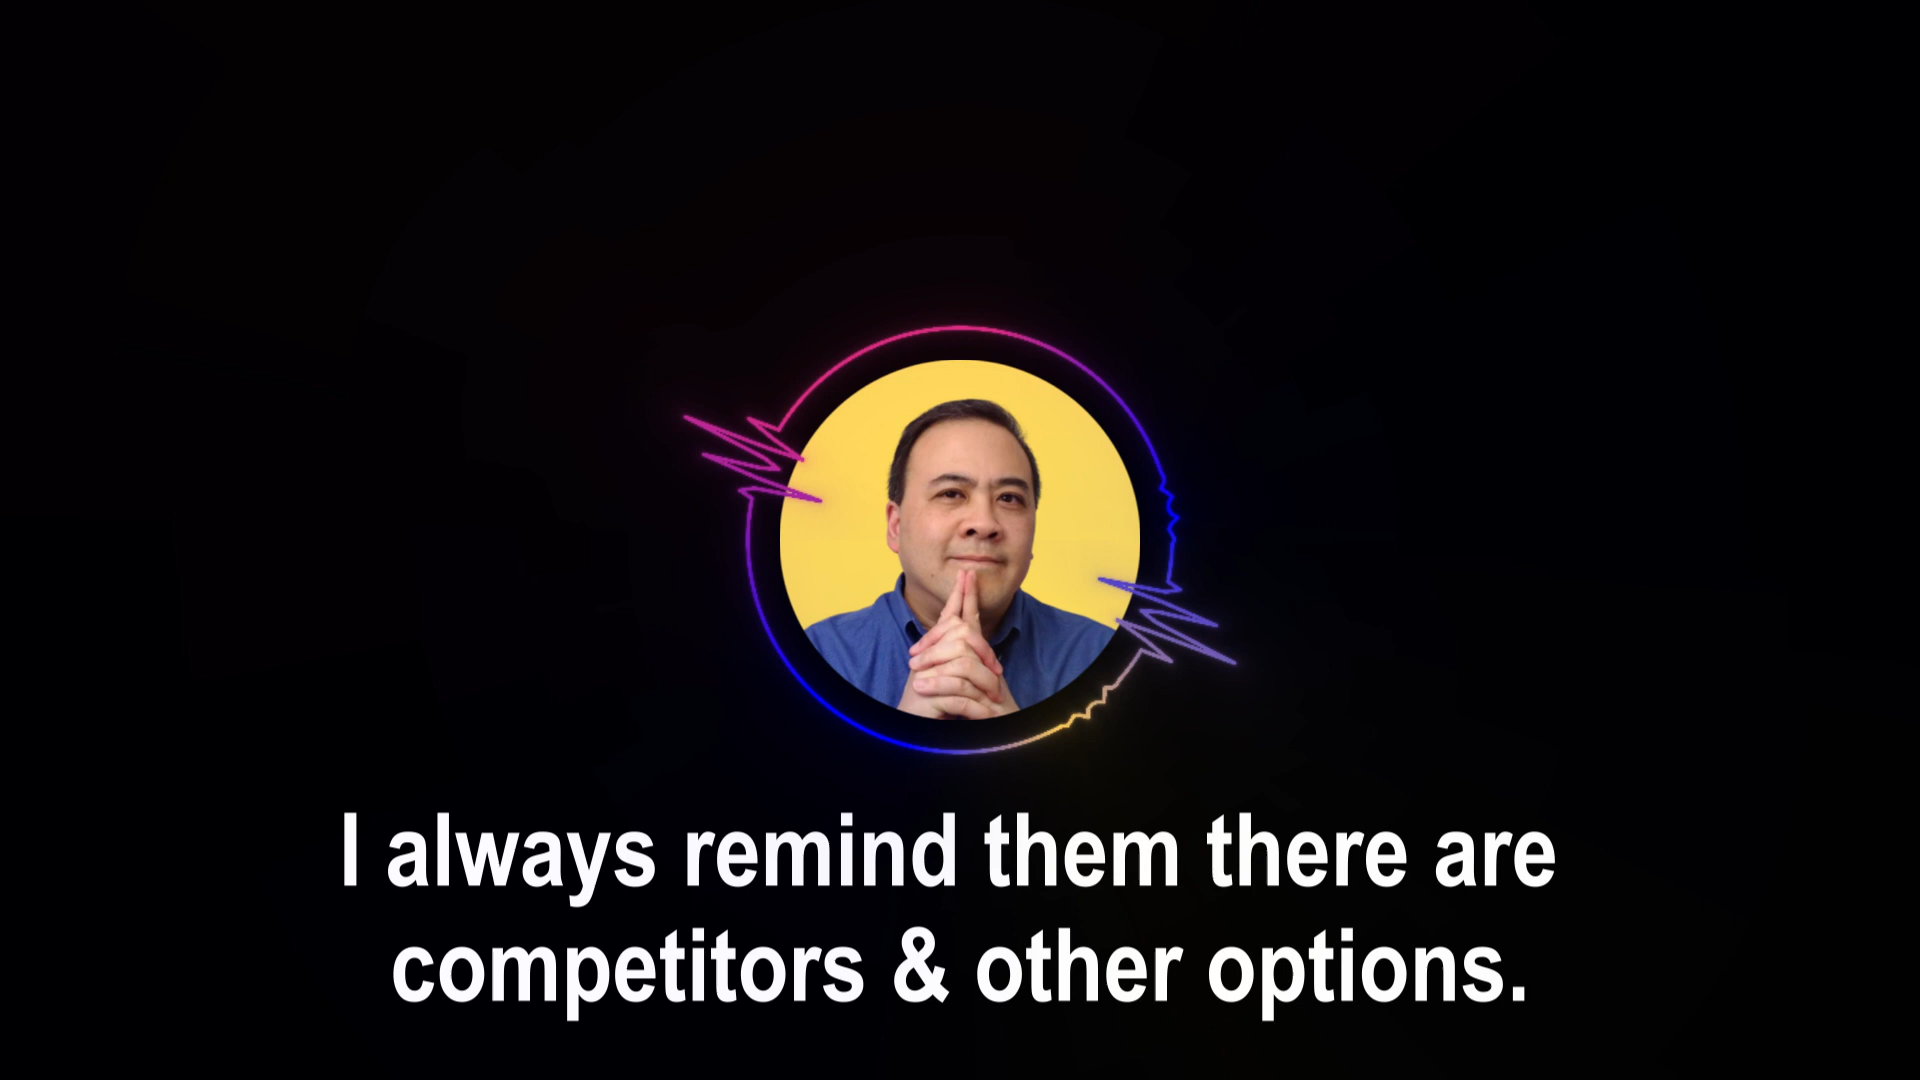 I always remind them there are
competitors & other options.